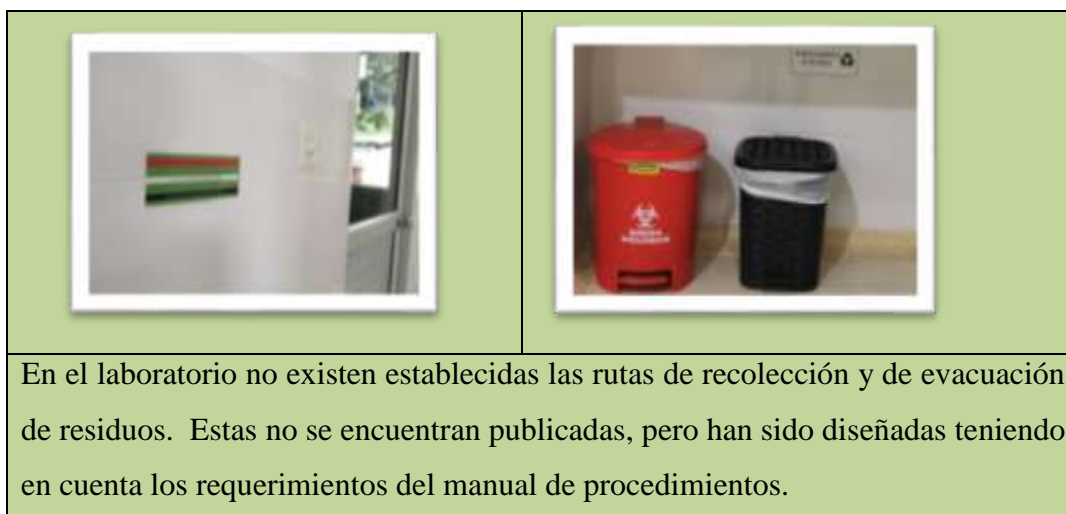 En el laboratorio no existen establecidas las rutas de recolección y de evacuación
de residuos.  Estas no se encuentran publicadas, pero han sido diseñadas teniendo
en cuenta los requerimientos del manual de procedimientos.